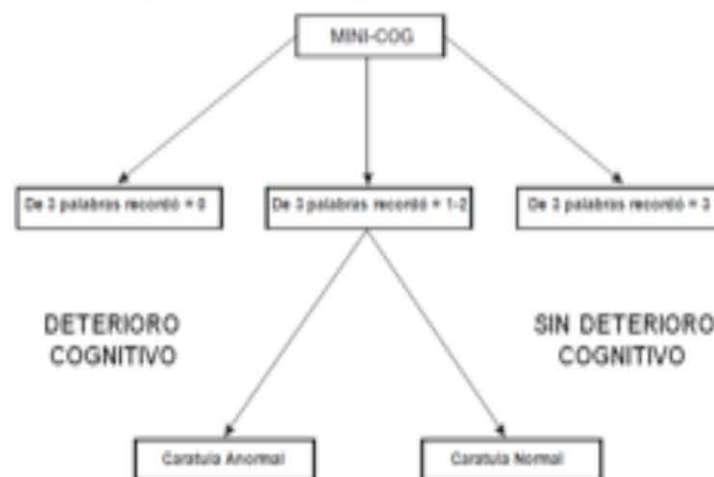 MINI-COG
De 3 palabras recordó = 0
De 3 palabras recordó = 1-2
De 3 palabras recordó = 3
DETERIORO
COGNITIVO
SIN DETERIORO
COGNITIVO
Caratula Anormal
Caratula Normal